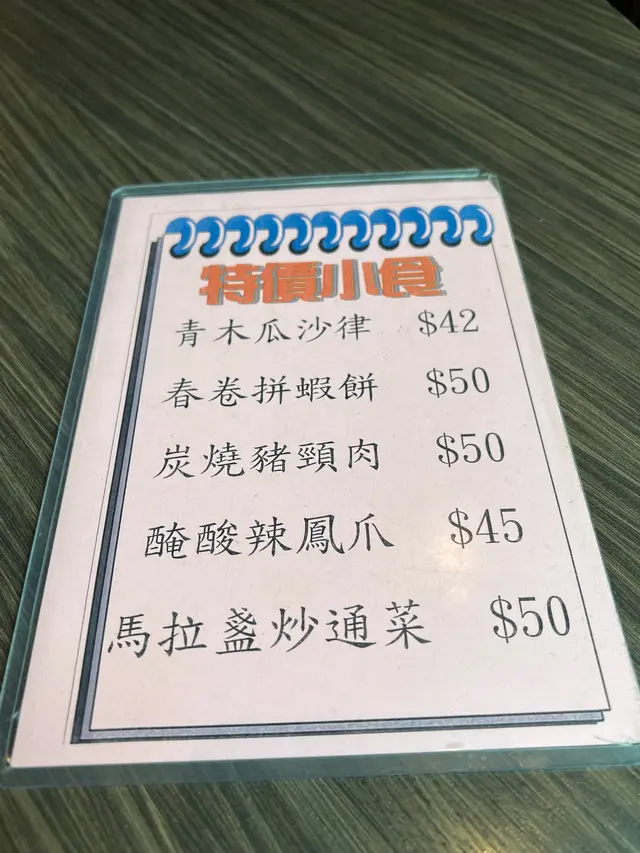 特價小食
青木瓜沙律 $42
春卷拼蝦餅 $50
炭燒豬頸肉 $50
醃酸辣鳳爪 $45
馬拉盞炒通菜 $50